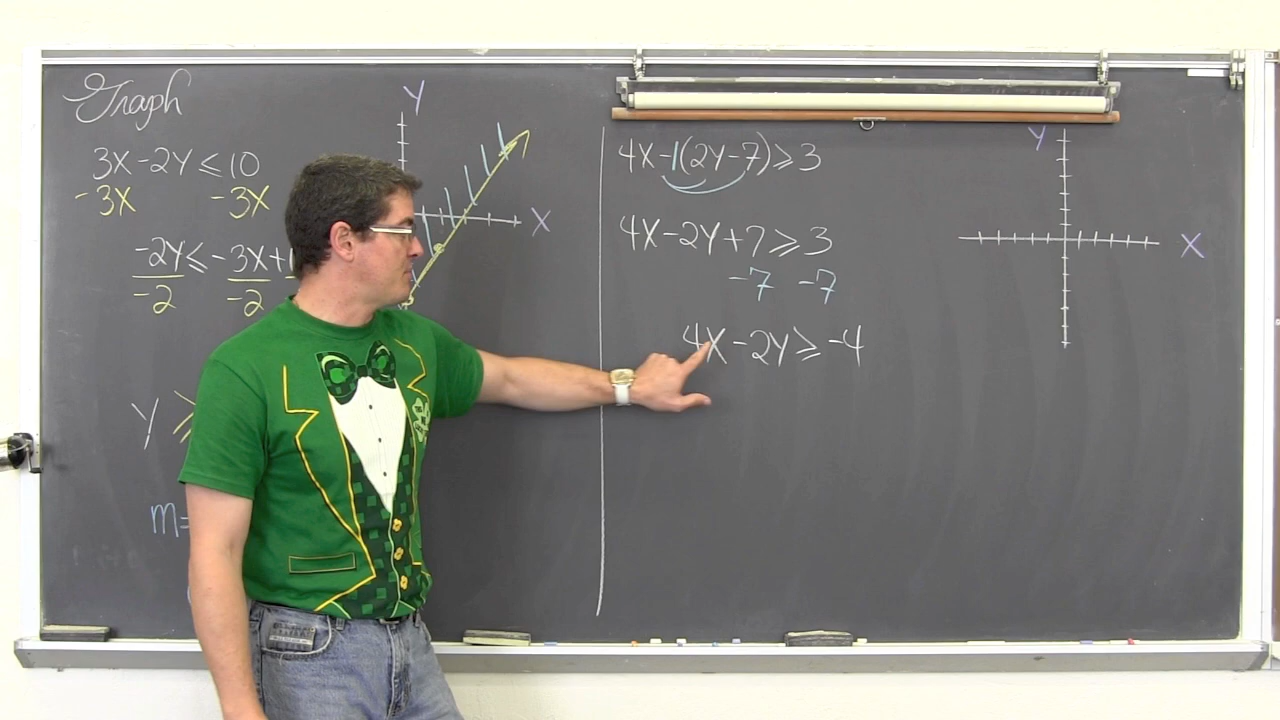 Graph
3X-2Y≤10
-3X -3X
-2Y≤-3X+
-2 -2
Y≥
m=
Y
X
4X-1(2Y-7)≥3
4X-2Y+7≥3
-7 -7
4X-2Y≥-4
Y
X